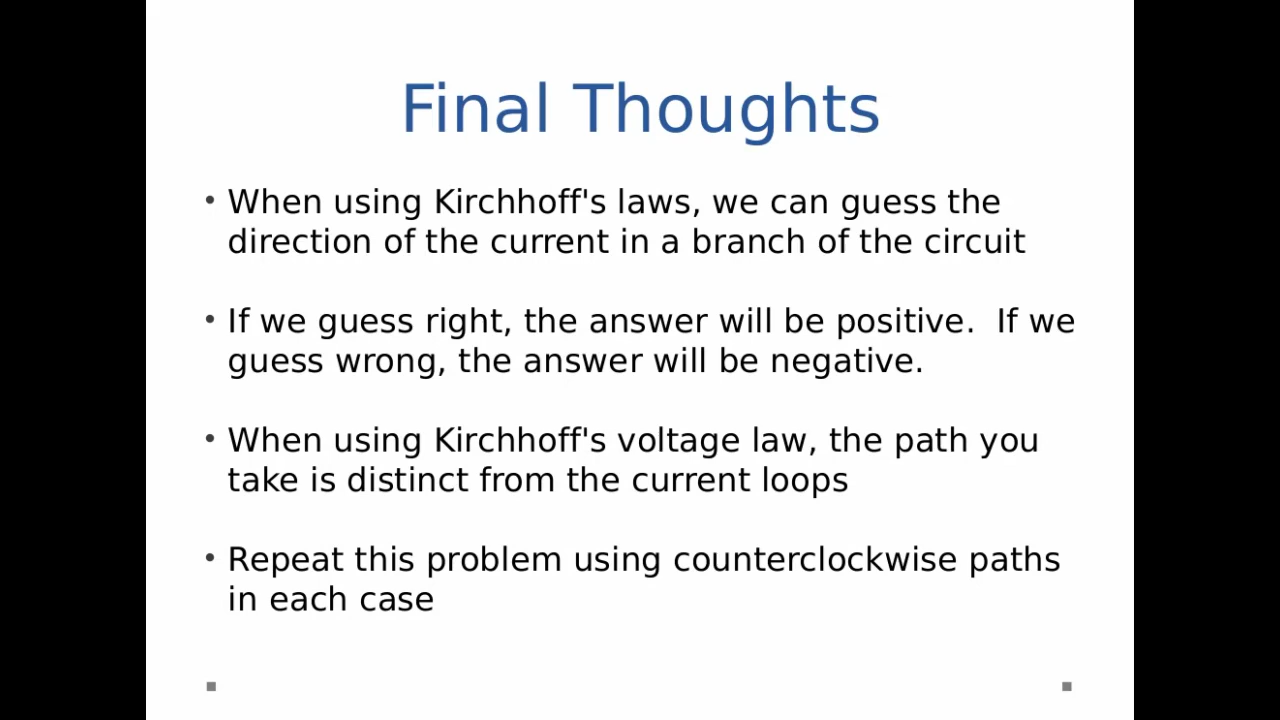 Final Thoughts
• When using Kirchhoff's laws, we can guess the
direction of the current in a branch of the circuit
• If we guess right, the answer will be positive.  If we
guess wrong, the answer will be negative.
• When using Kirchhoff's voltage law, the path you
take is distinct from the current loops
• Repeat this problem using counterclockwise paths
in each case